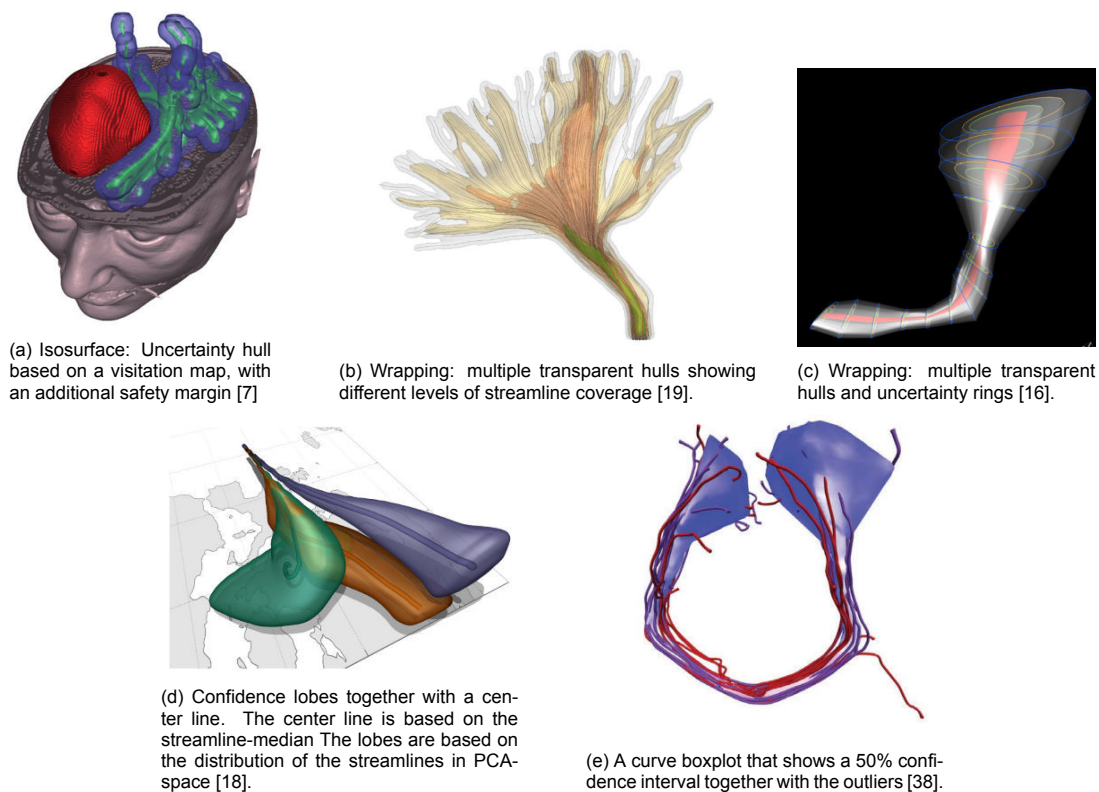 (a) Isosurface: Uncertainty hull
based on a visitation map, with
an additional safety margin [7]
(b) Wrapping: multiple transparent hulls showing
different levels of streamline coverage [19].
(c) Wrapping: multiple transparent
hulls and uncertainty rings [16].
(d) Confidence lobes together with a cen-
ter line. The center line is based on the
streamline-median The lobes are based on
the distribution of the streamlines in PCA-
space [18].
(e) A curve boxplot that shows a 50% confi-
dence interval together with the outliers [38].